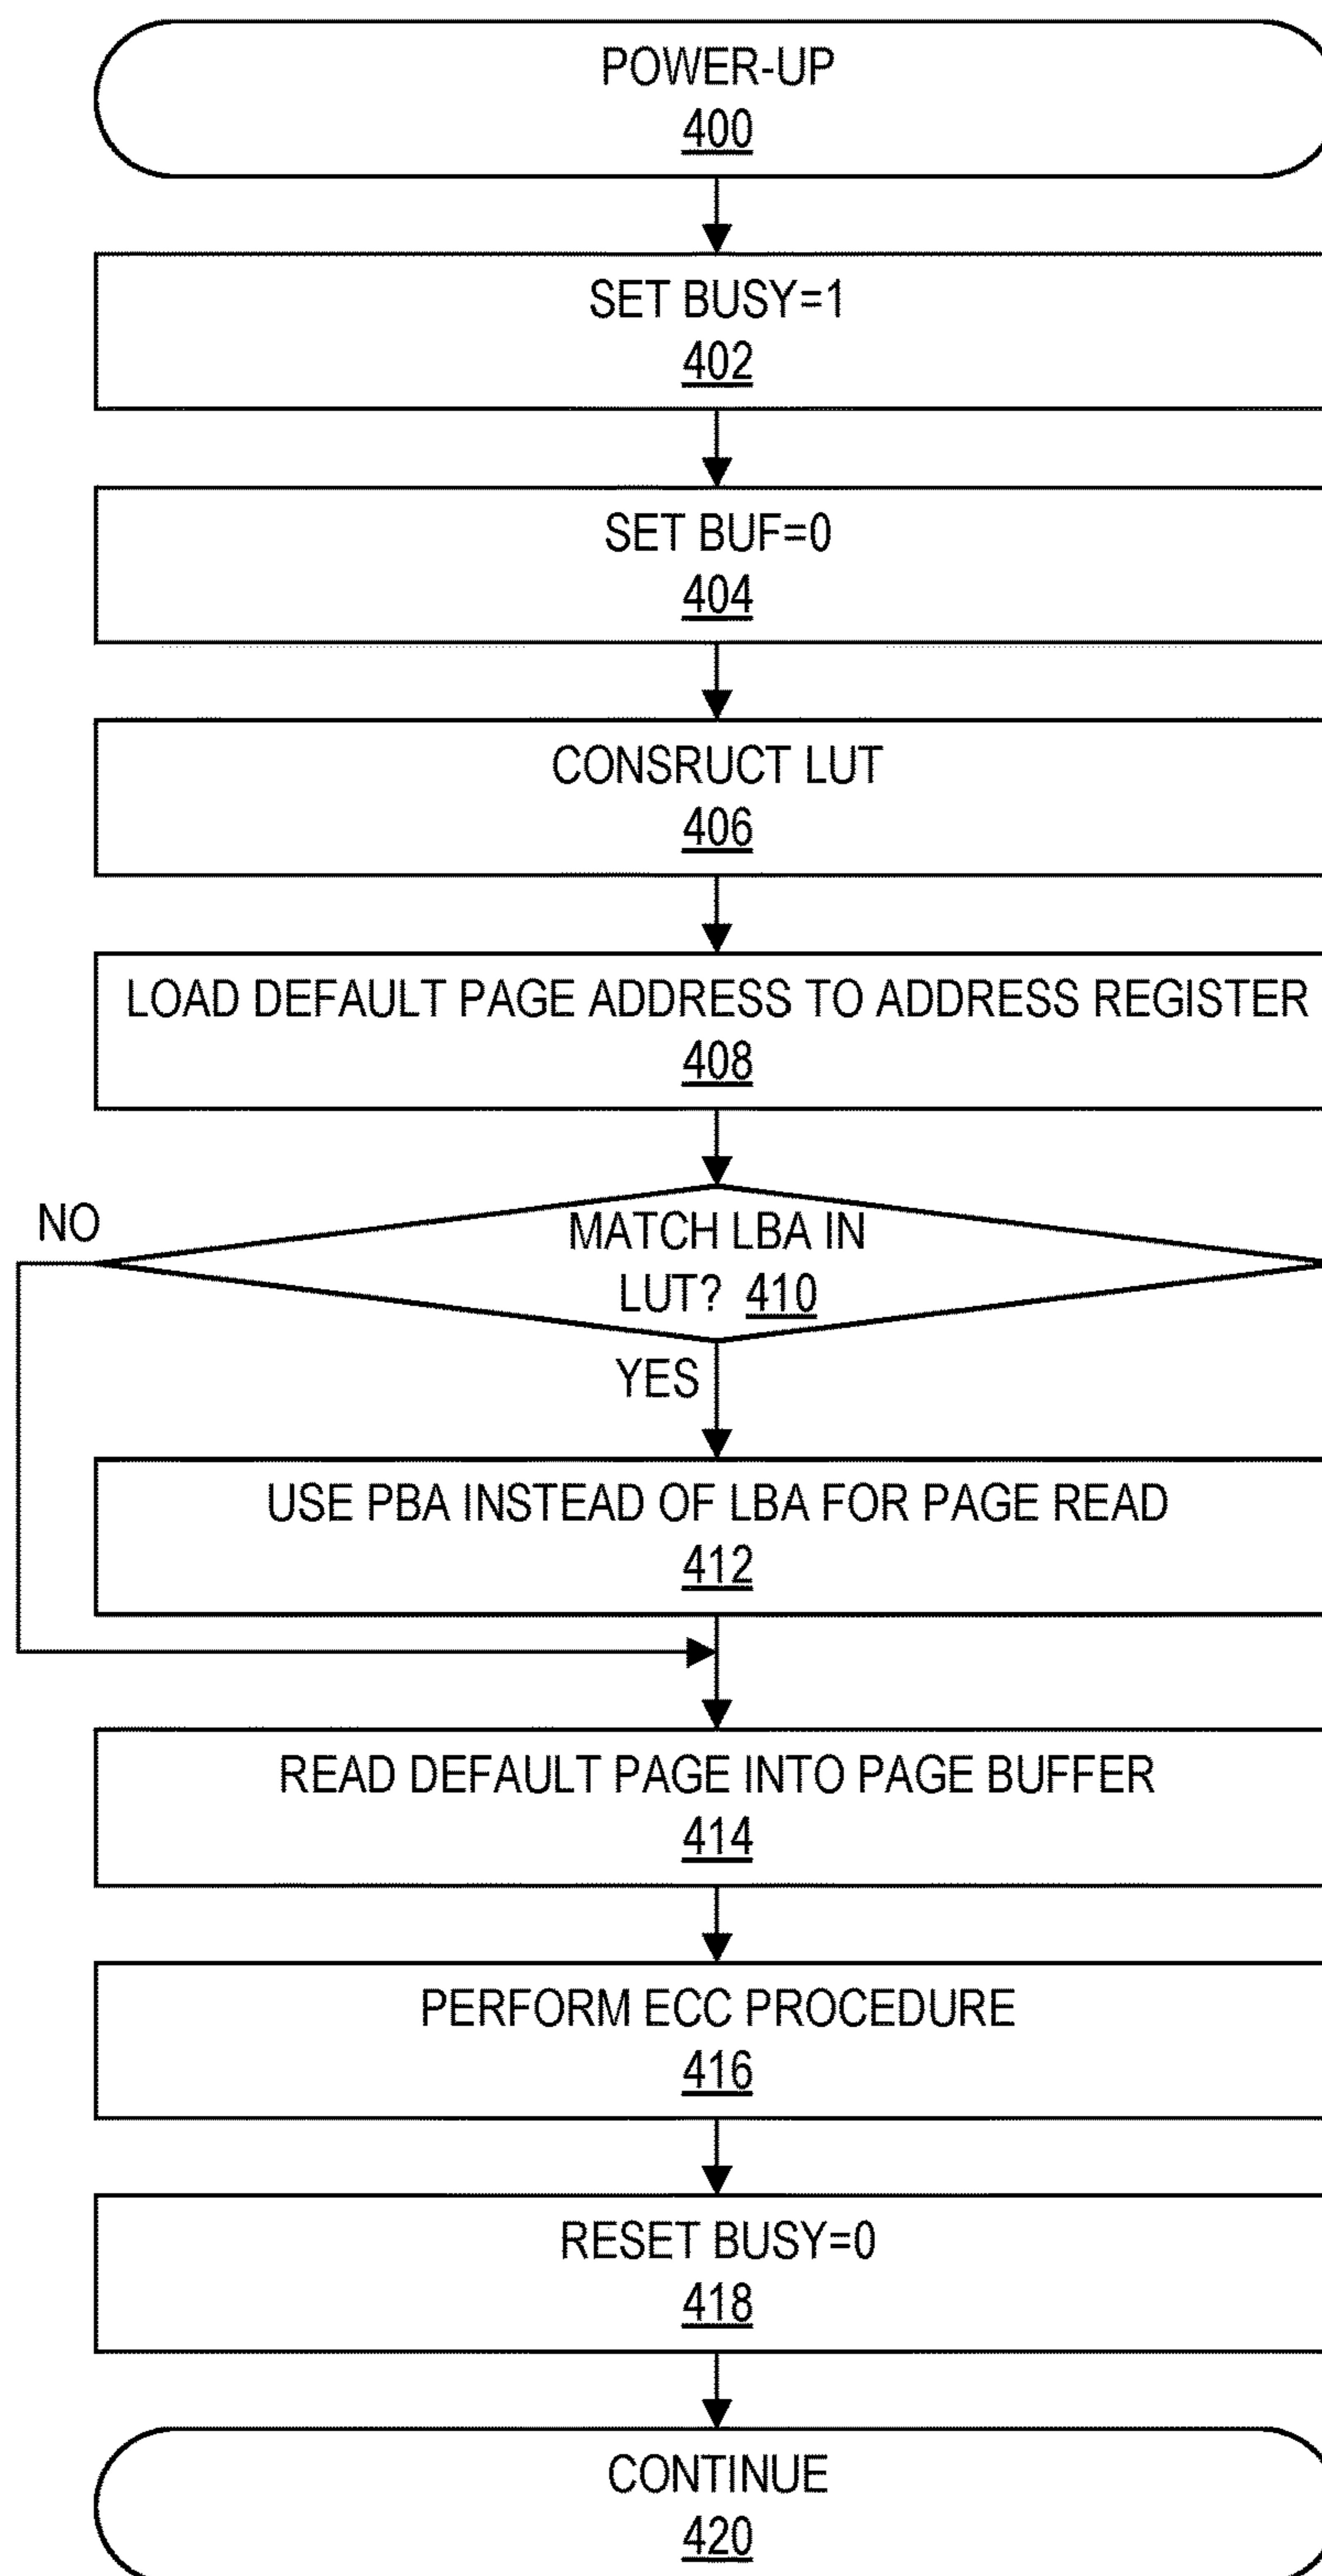 POWER-UP
400
SET BUSY=1
402
SET BUF=0
404
CONSRUCT LUT
406
LOAD DEFAULT PAGE ADDRESS TO ADDRESS REGISTER
408
NO
MATCH LBA IN
LUT? 410
YES
USE PBA INSTEAD OF LBA FOR PAGE READ
412
READ DEFAULT PAGE INTO PAGE BUFFER
414
PERFORM ECC PROCEDURE
416
RESET BUSY=0
418
CONTINUE
420